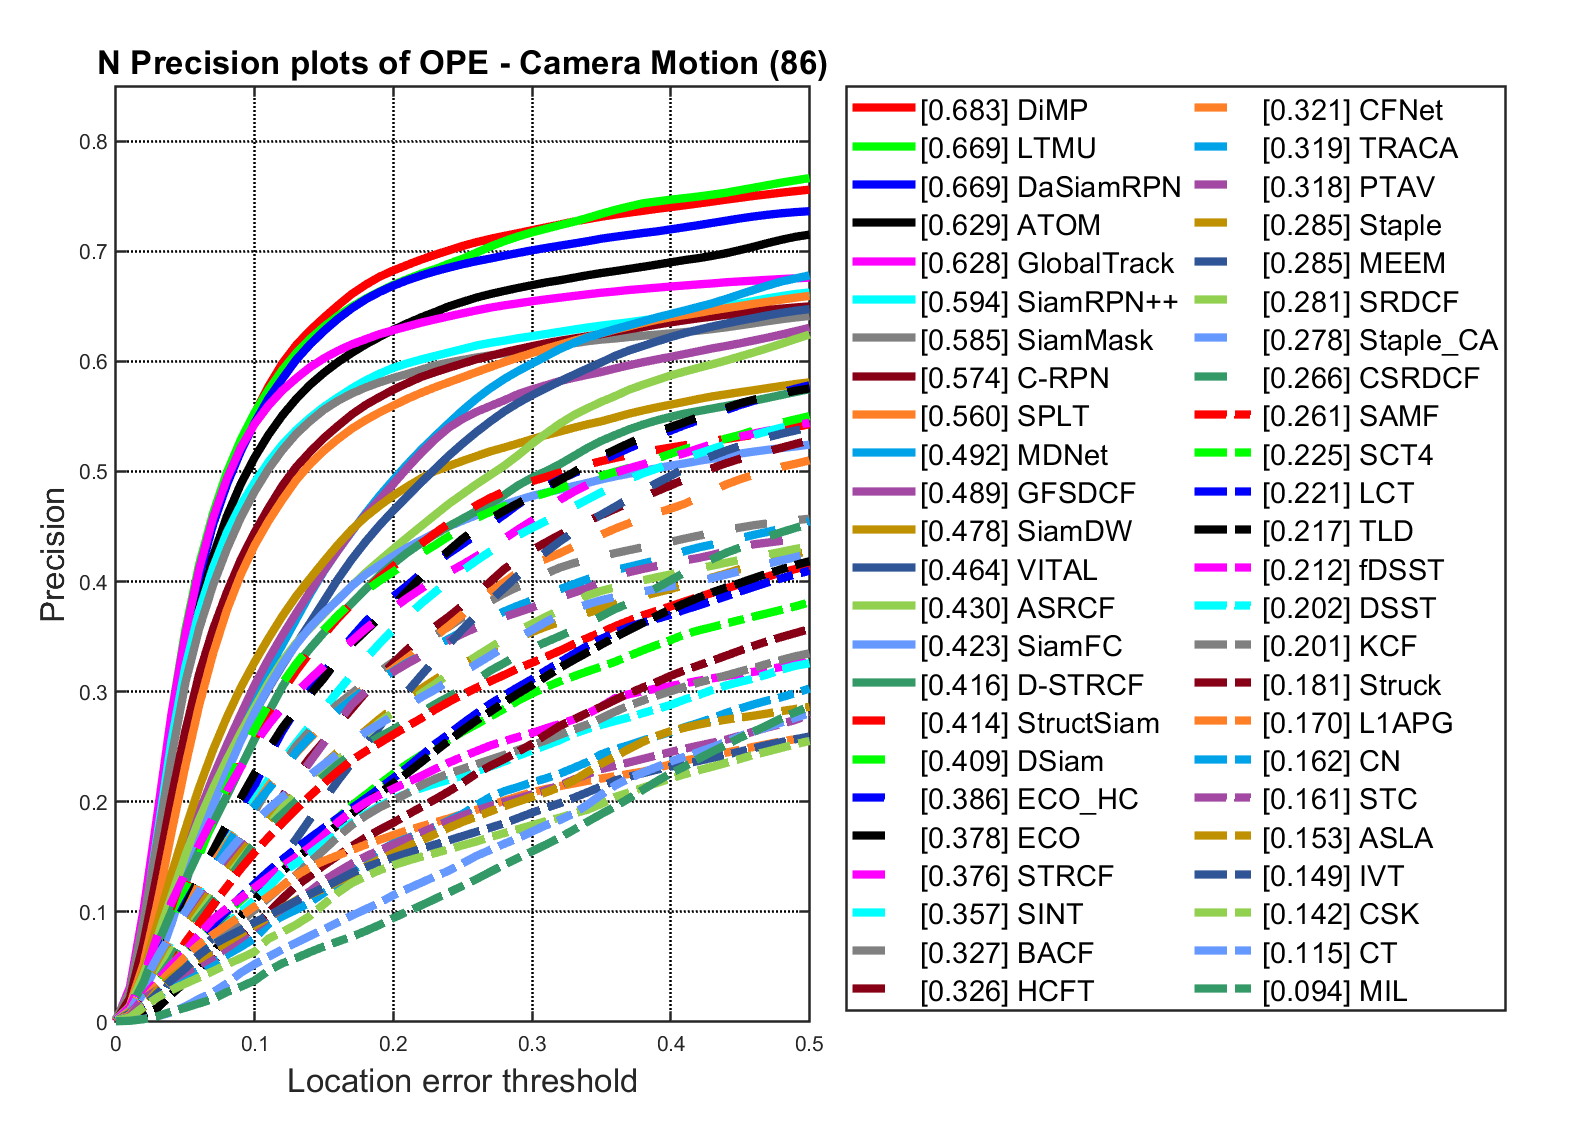 N Precision plots of OPE - Camera Motion (86)
0.8
0.7
0.6
0.5
0.4
0.3
0.2
0.1
0
0
0.1
0.2
0.3
0.4
0.5
Precision
Location error threshold
[0.683] DiMP
[0.669] LTMU
[0.669] DaSiamRPN
[0.629] ATOM
[0.628] GlobalTrack
[0.594] SiamRPN++
[0.585] SiamMask
[0.574] C-RPN
[0.560] SPLT
[0.492] MDNet
[0.489] GFSDCF
[0.478] SiamDW
[0.464] VITAL
[0.430] ASRCF
[0.423] SiamFC
[0.416] D-STRCF
[0.414] StructSiam
[0.409] DSiam
[0.386] ECO_HC
[0.378] ECO
[0.376] STRCF
[0.357] SINT
[0.327] BACF
[0.326] HCFT
[0.321] CFNet
[0.319] TRACA
[0.318] PTAV
[0.285] Staple
[0.285] MEEM
[0.281] SRDCF
[0.278] Staple_CA
[0.266] CSRDCF
[0.261] SAMF
[0.225] SCT4
[0.221] LCT
[0.217] TLD
[0.212] fDSST
[0.202] DSST
[0.201] KCF
[0.181] Struck
[0.170] L1APG
[0.162] CN
[0.161] STC
[0.153] ASLA
[0.149] IVT
[0.142] CSK
[0.115] CT
[0.094] MIL